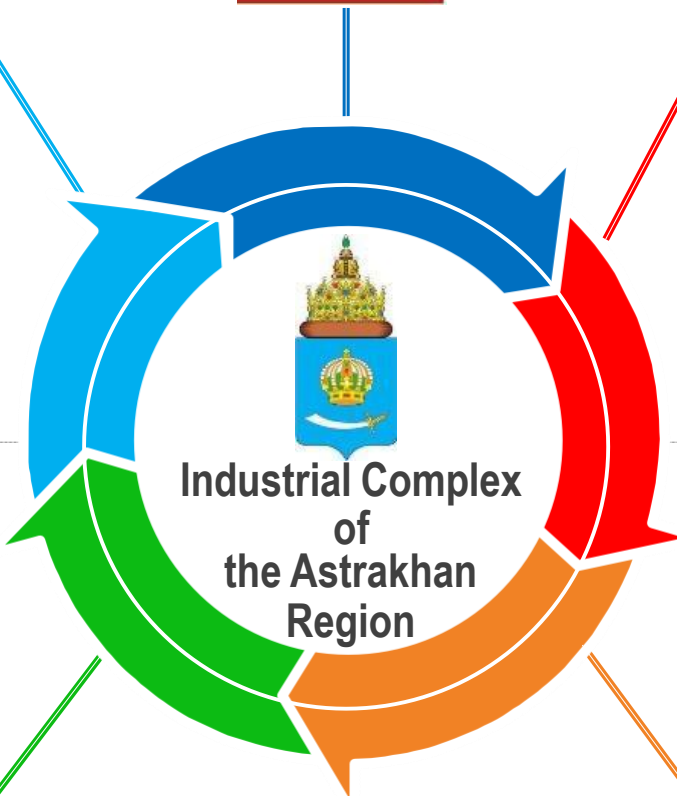 Industrial Complex
of
the Astrakhan
Region